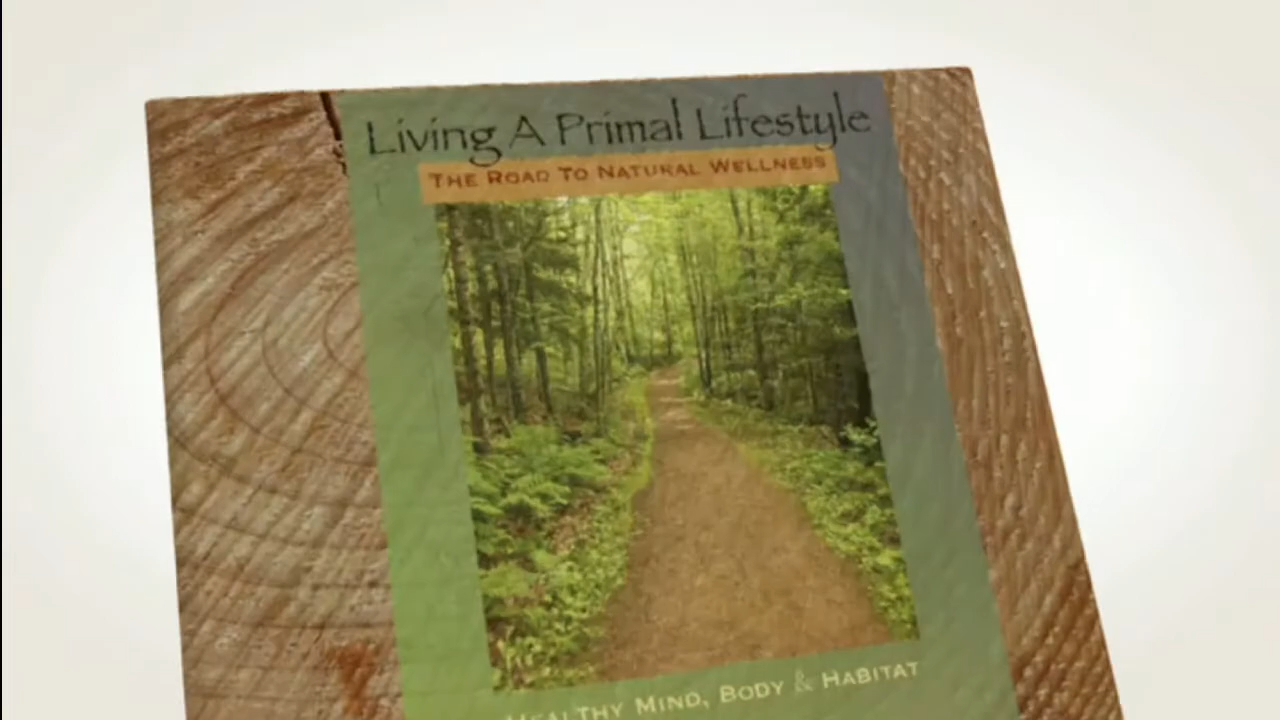 Living A Primal Lifestyle
THE ROAD TO NATURAL WELLNESS
HEALTHY MIND, BODY & HABITAT